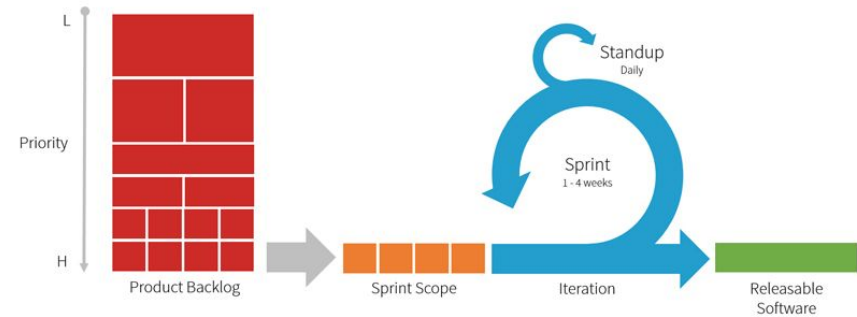 L
Priority
H
Product Backlog
Sprint Scope
Standup
Daily
Sprint
1 - 4 weeks
Iteration
Releasable
Software